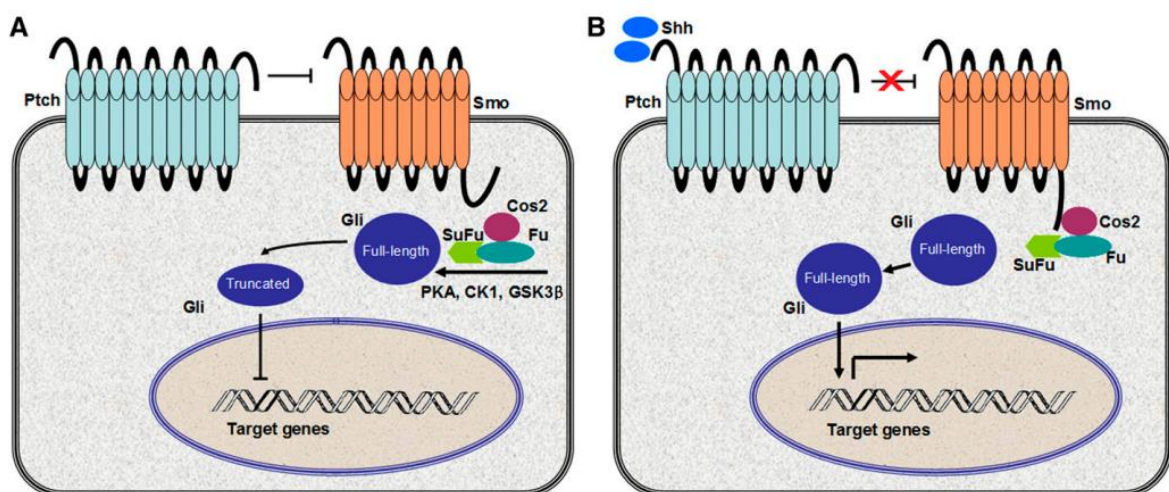 A
Ptch
Smo
Cos2
Gli
SuFu
Fu
Full-length
Truncated
PKA, CK1, GSK3β
Gli
Target genes
B
Shh
Ptch
Smo
Gli
Cos2
Full-length
SuFu
Fu
Full-length
Gli
Target genes